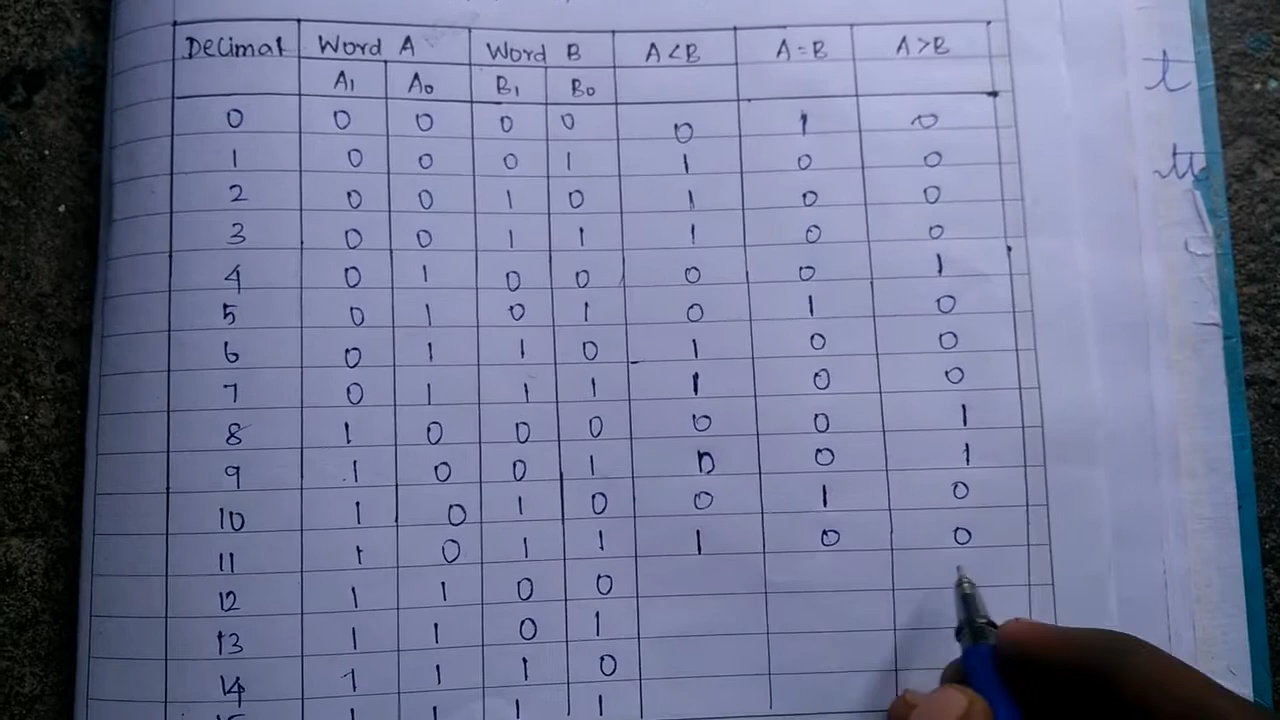 Decimal Word A Word B A<B A=B A>B
A1 A0 B1 B0
0 0 0 0 0 0 1 0
1 0 0 0 1 1 0 0
2 0 0 1 0 1 0 0
3 0 0 1 1 1 0 0
4 0 1 0 0 0 0 1
5 0 1 0 1 0 1 0
6 0 1 1 0 1 0 0
7 0 1 1 1 1 0 0
8 1 0 0 0 0 0 1
9 1 0 0 1 0 0 1
10 1 0 1 0 0 1 0
11 1 0 1 1 1 0 0
12 1 1 0 0
13 1 1 0 1
14 1 1 1 0
15 1 1 1 1